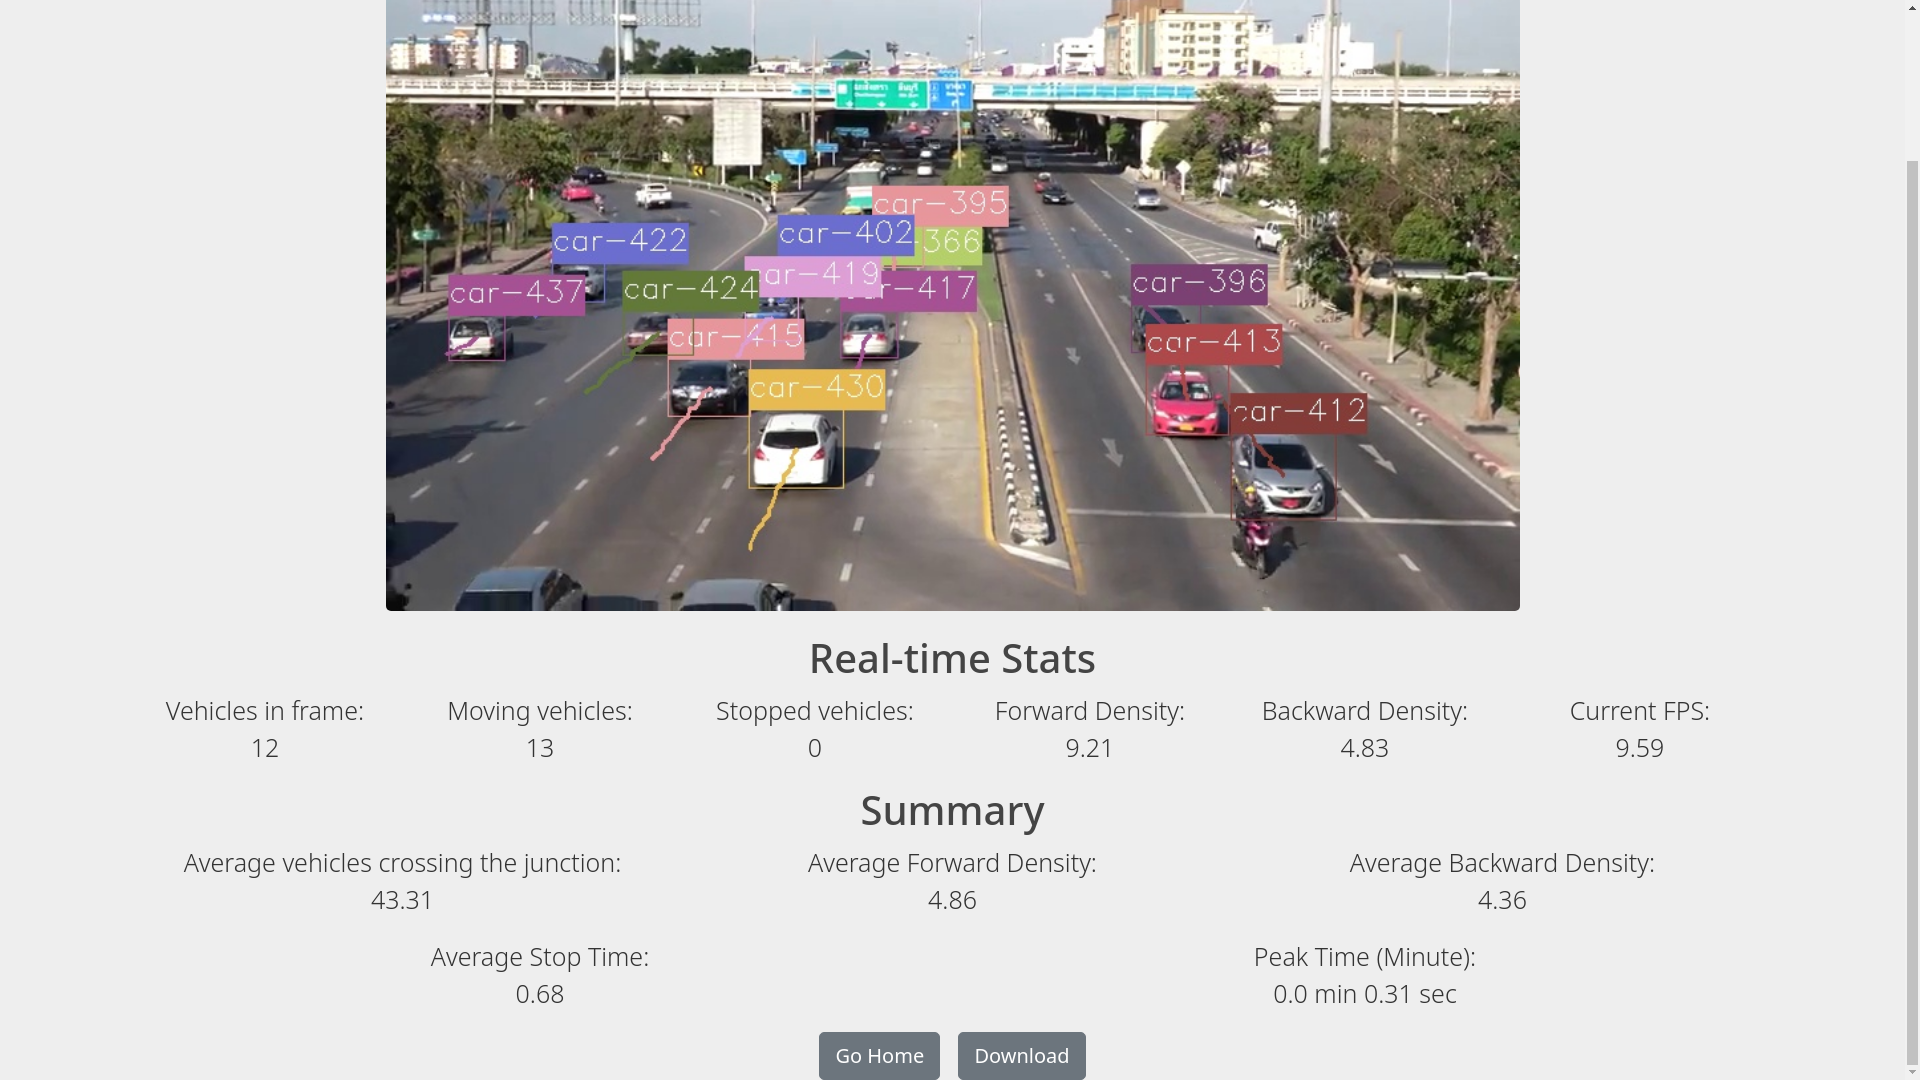 car-395
car-402
car-422
366
car-419
car-396
car-424
car-437
-417
car-415
car-413
car-430
car-412
Real-time Stats
Vehicles in frame:
12
Moving vehicles:
13
Stopped vehicles:
0
Forward Density:
9.21
Backward Density:
4.83
Current FPS:
9.59
Summary
Average vehicles crossing the junction:
43.31
Average Forward Density:
4.86
Average Backward Density:
4.36
Average Stop Time:
0.68
Peak Time (Minute):
0.0 min 0.31 sec
Go Home
Download